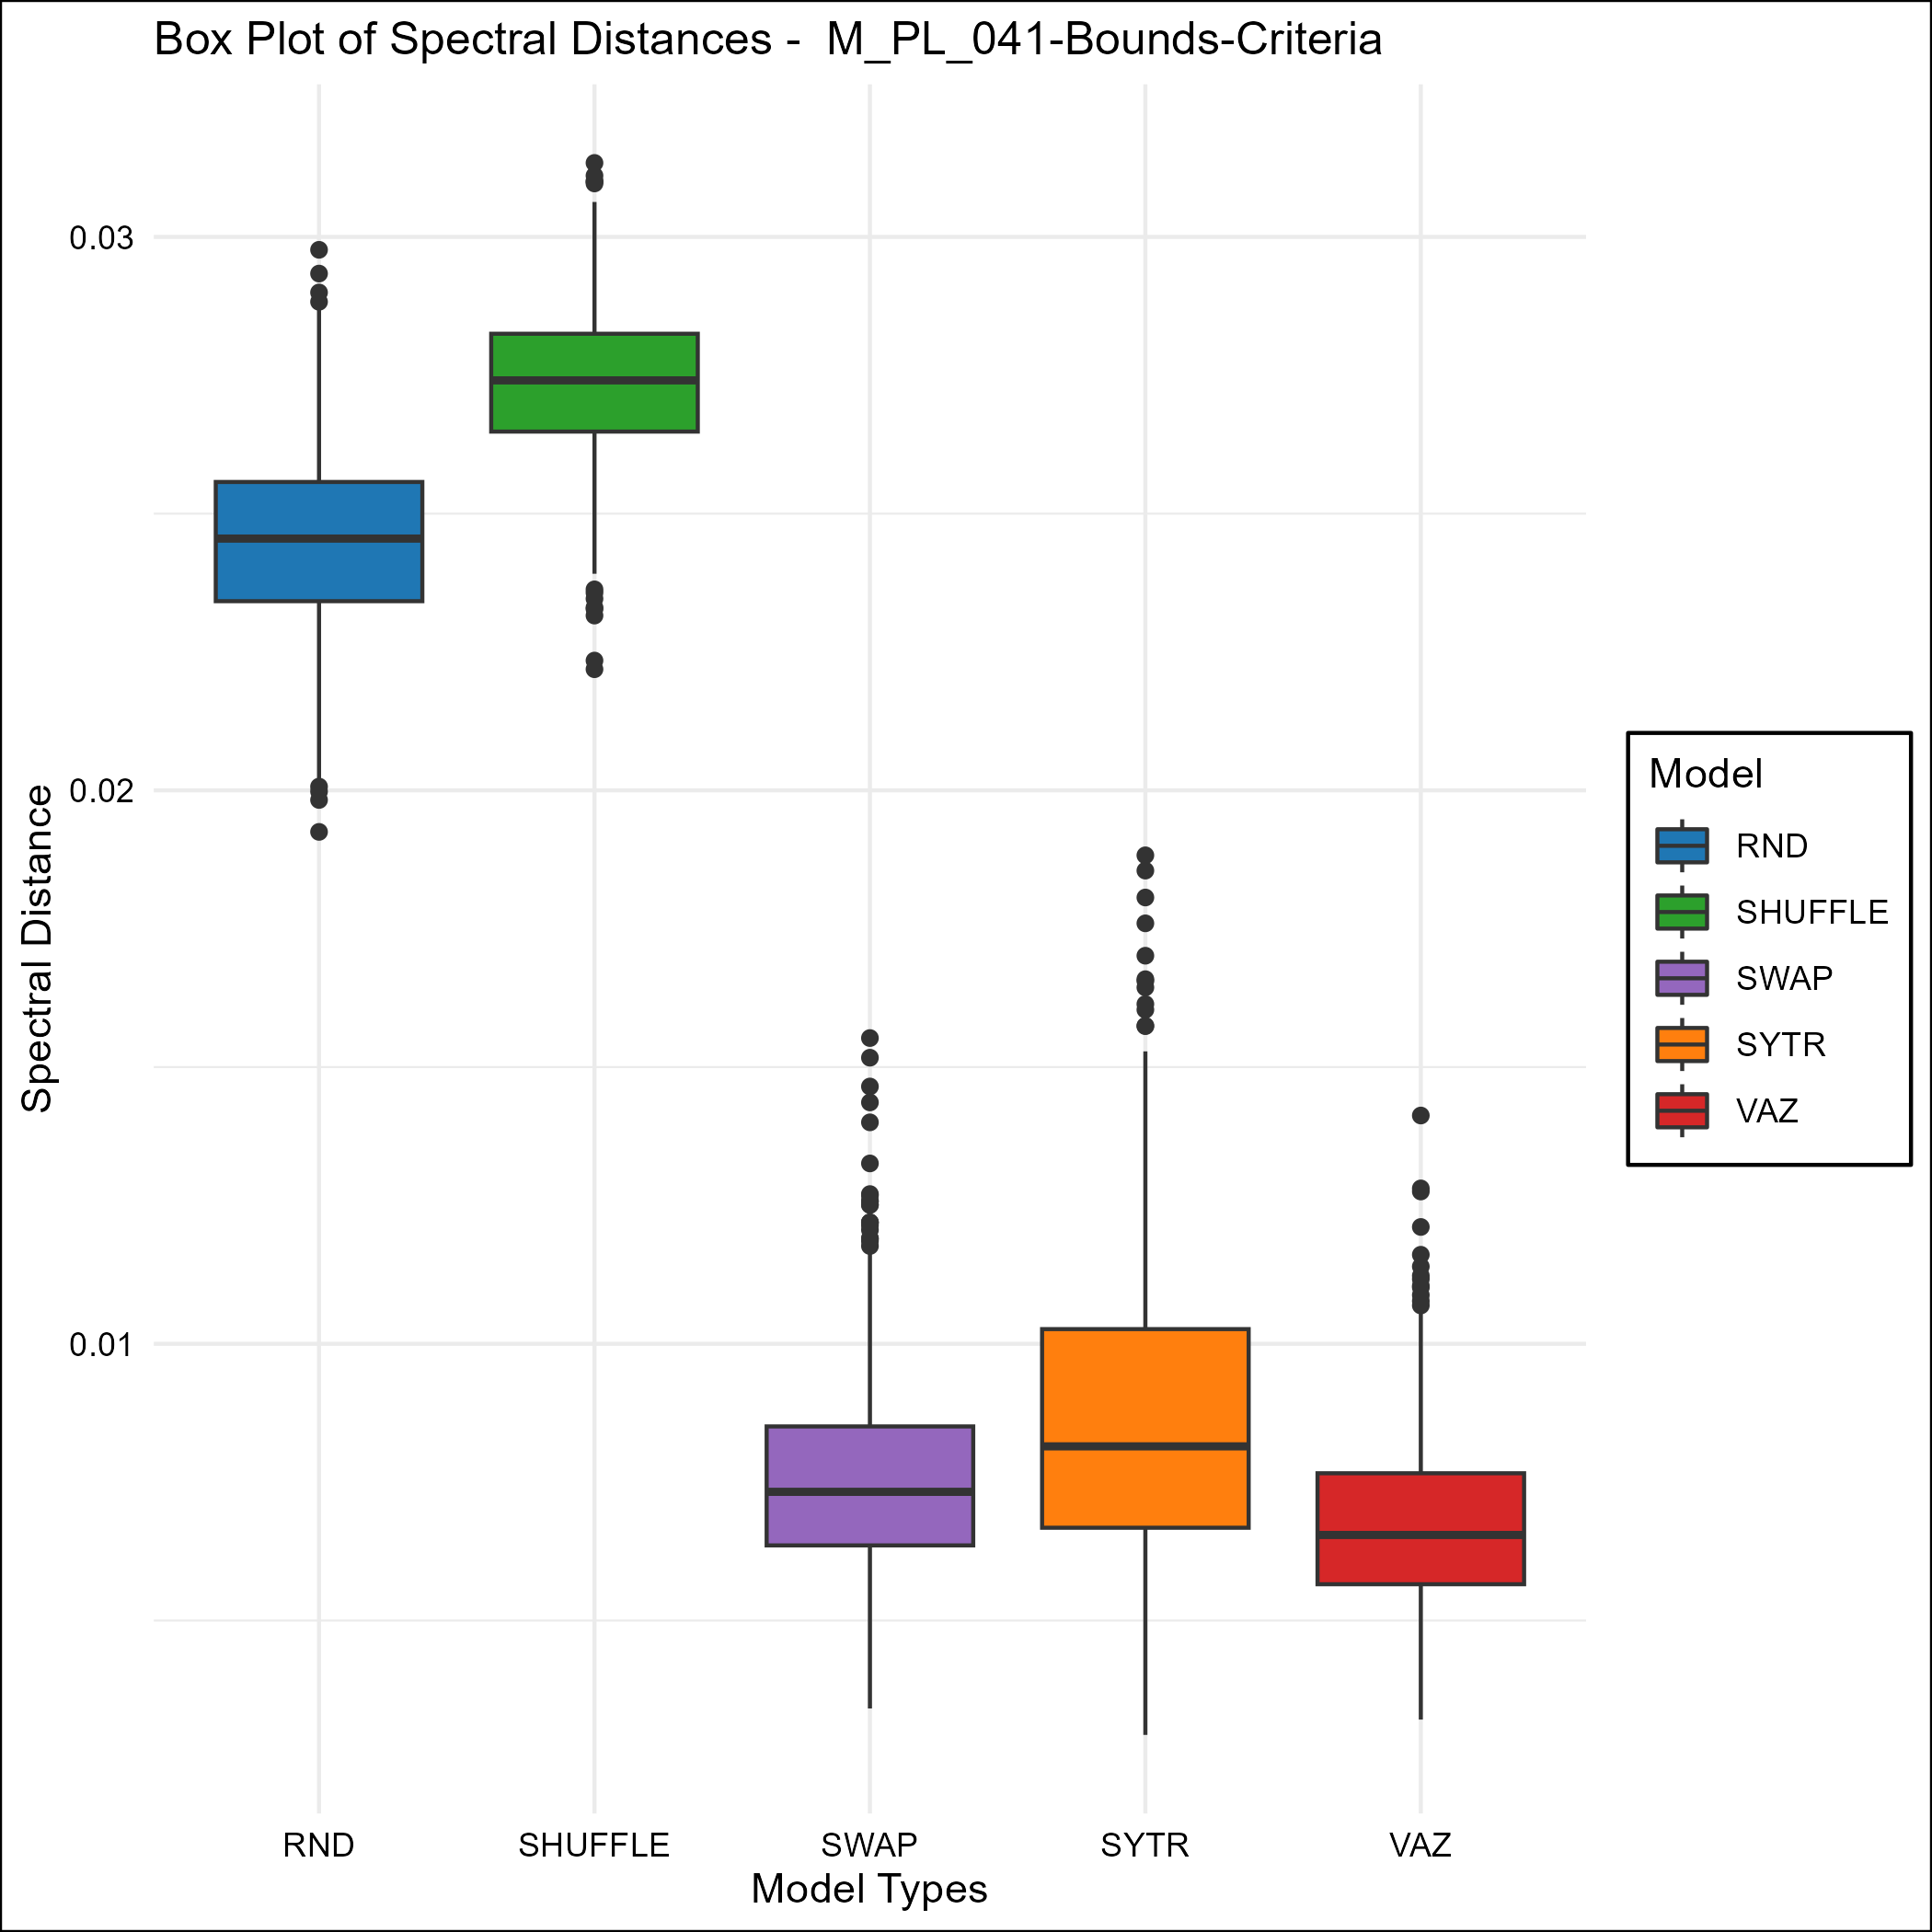 Box Plot of Spectral Distances -  M_PL_041-Bounds-Criteria
Spectral Distance
0.03
0.02
0.01
RND
SHUFFLE
SWAP
SYTR
VAZ
Model Types
Model
RND
SHUFFLE
SWAP
SYTR
VAZ